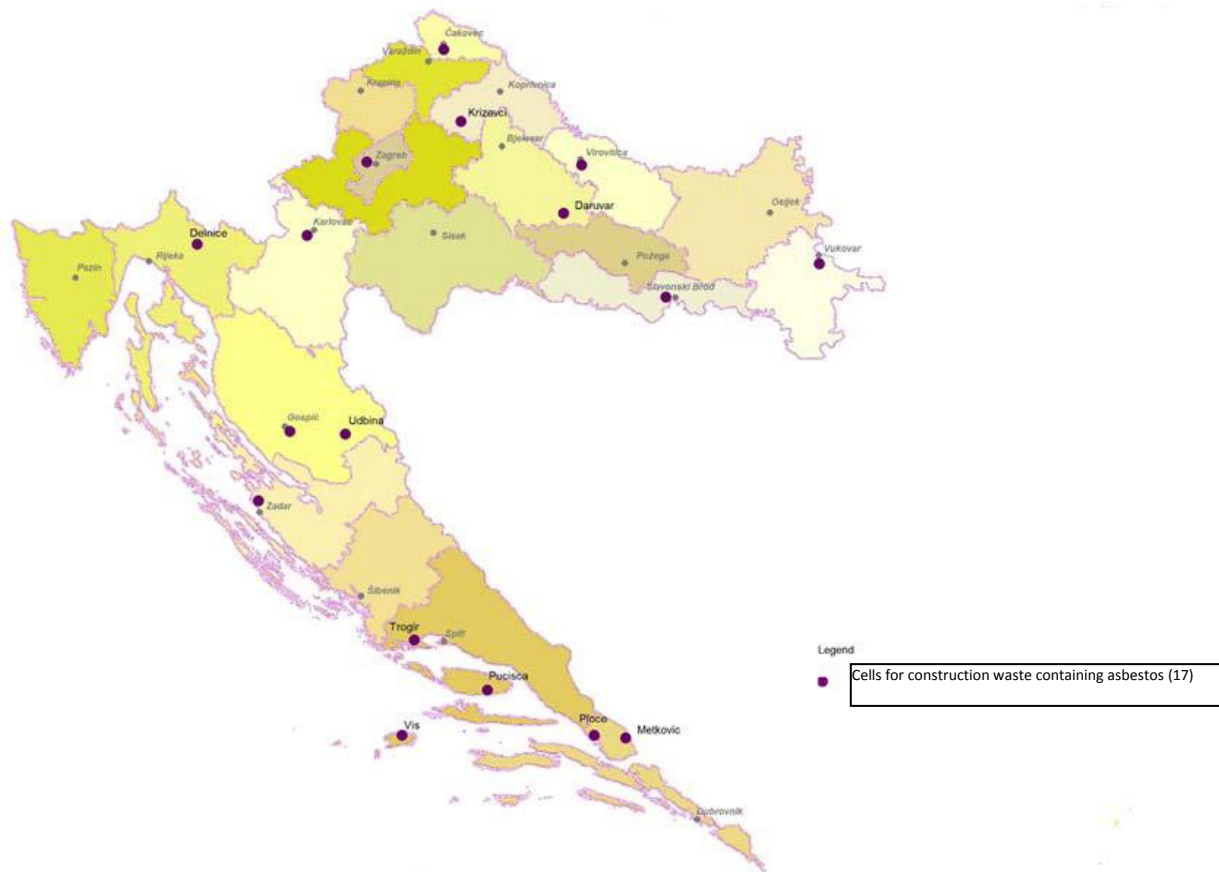 Čakovec
Varaždin
Krapina
Koprivnica
Krizevci
Bjelovar
Zagreb
Virovitica
Daruvar
Osijek
Delnice
Karlovac
Sisak
Vukovar
Rijeka
Pazin
Požega
Slavonski Brod
Gospić
Udbina
Zadar
Šibenik
Trogir
Split
Legend
Cells for construction waste containing asbestos (17)
Pucisca
Vis
Ploce
Metkovic
Dubrovnik